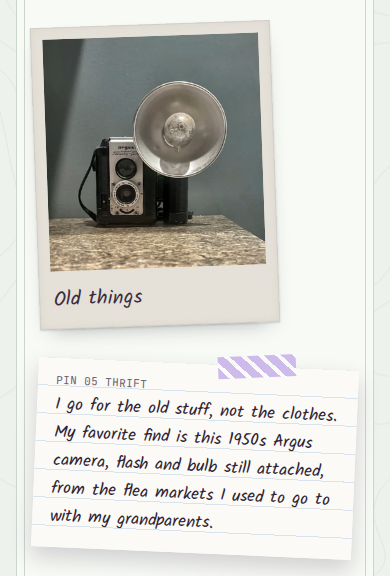 argus
Old things
PIN 05 THRIFT
I go for the old stuff, not the clothes.
My favorite find is this 1950s Argus
camera, flash and bulb still attached,
from the flea markets I used to go to
with my grandparents.